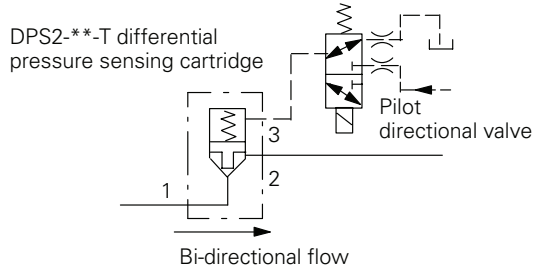 DPS2-**-T differential
pressure sensing cartridge
Pilot
directional valve
3
2
1
Bi-directional flow